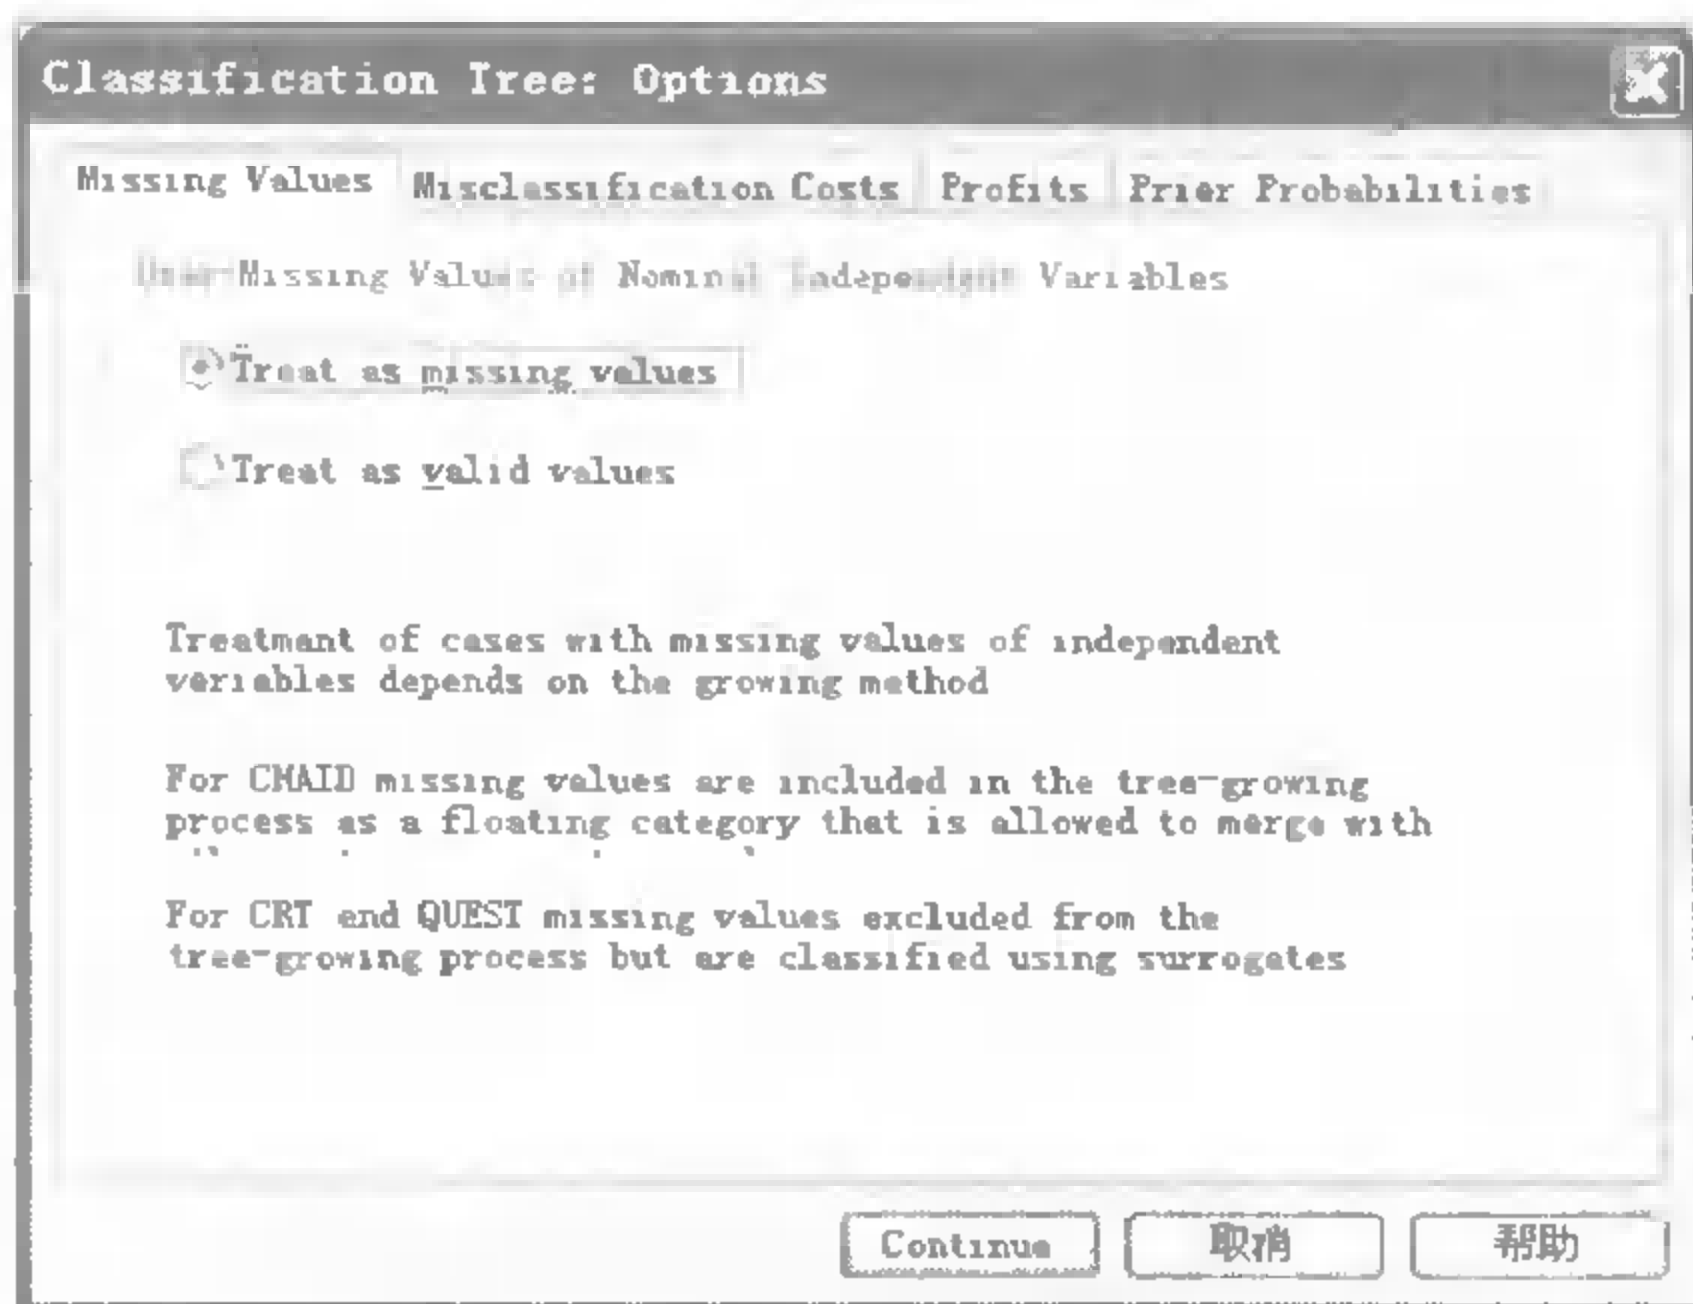 Classification Tree: Options
Missing Values Misclassification Costs Profits Prior Probabilities
User-Missing Values of Nominal Independent Variables
Treat as missing values
Treat as valid values
Treatment of cases with missing values of independent
variables depends on the growing method
For CHAID missing values are included in the tree-growing
process as a floating category that is allowed to merge with
For CRT and QUEST missing values excluded from the
tree-growing process but are classified using surrogates
Continue 取消 帮助